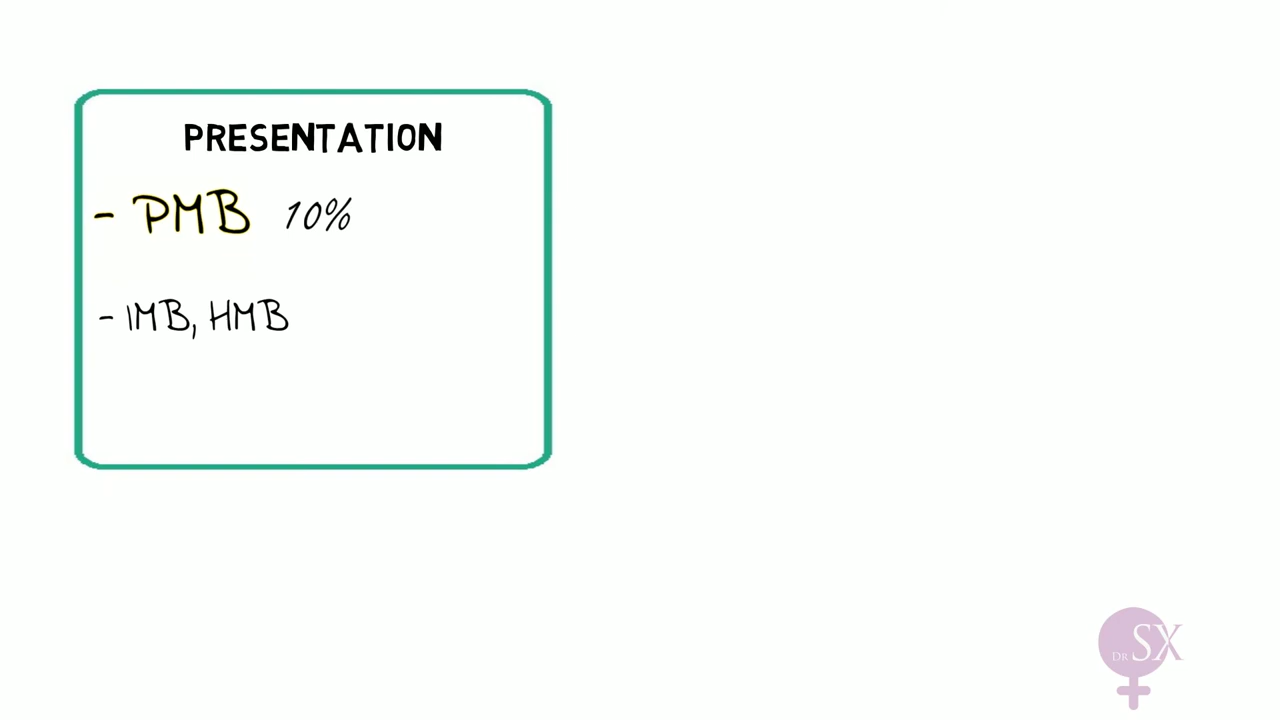 PRESENTATION
- PMB 10%
- IMB, HMB
DR SX